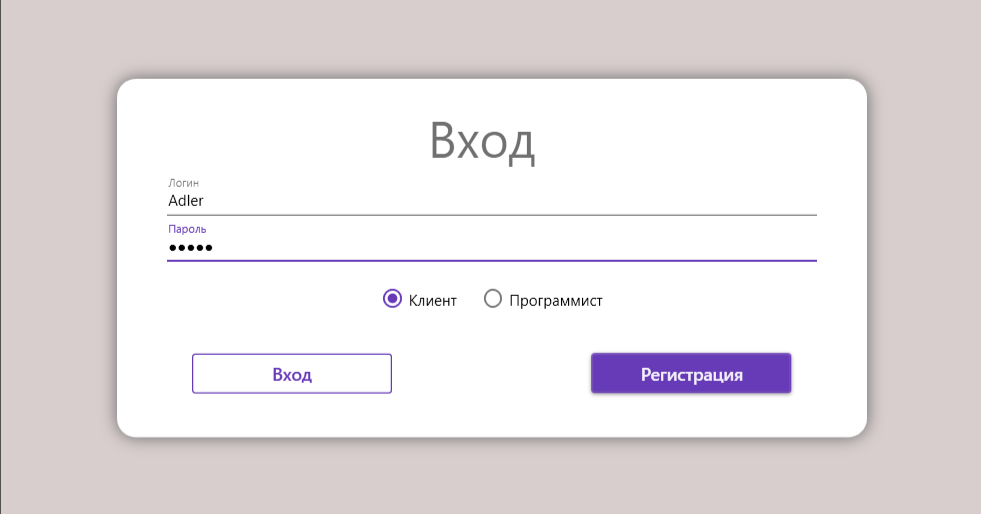 Вход
Логин
Adler
Пароль
●●●●●
Клиент Программист
Вход Регистрация